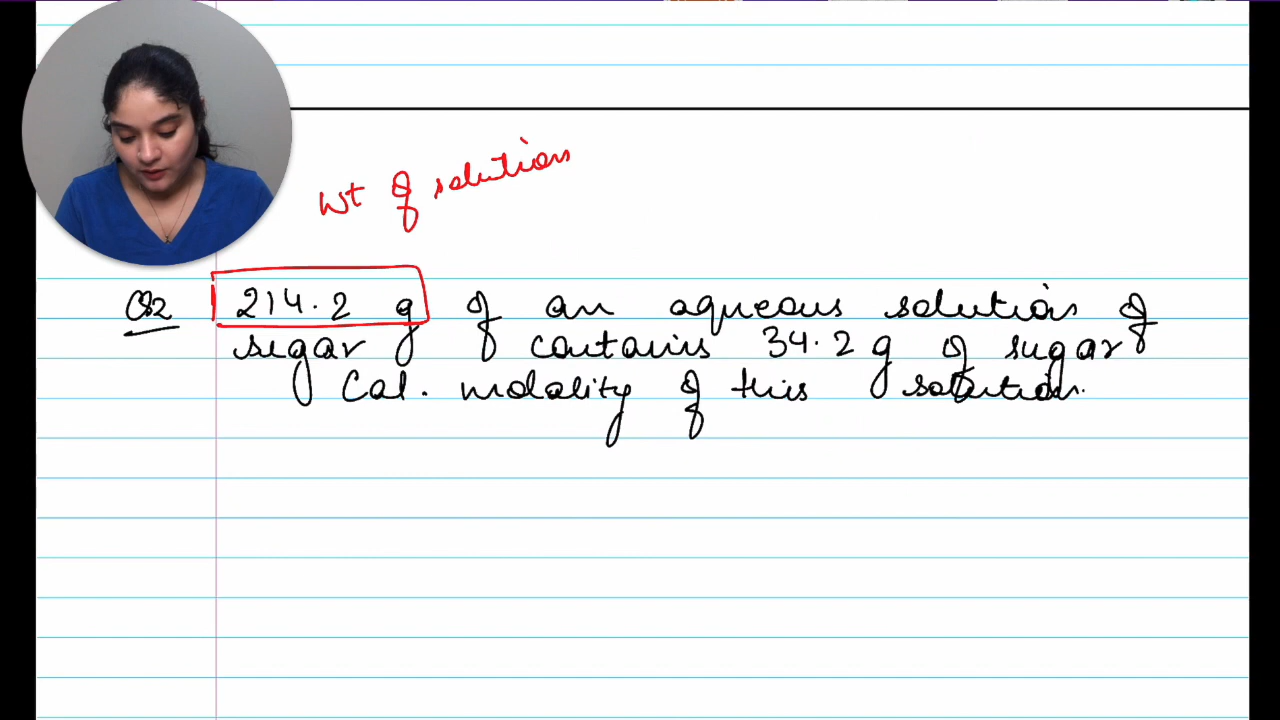 Wt of solution
Q2 214.2 g of an aqueous solution of
sugar of contains 34.2 g of sugar
Cal. molality of this solution.